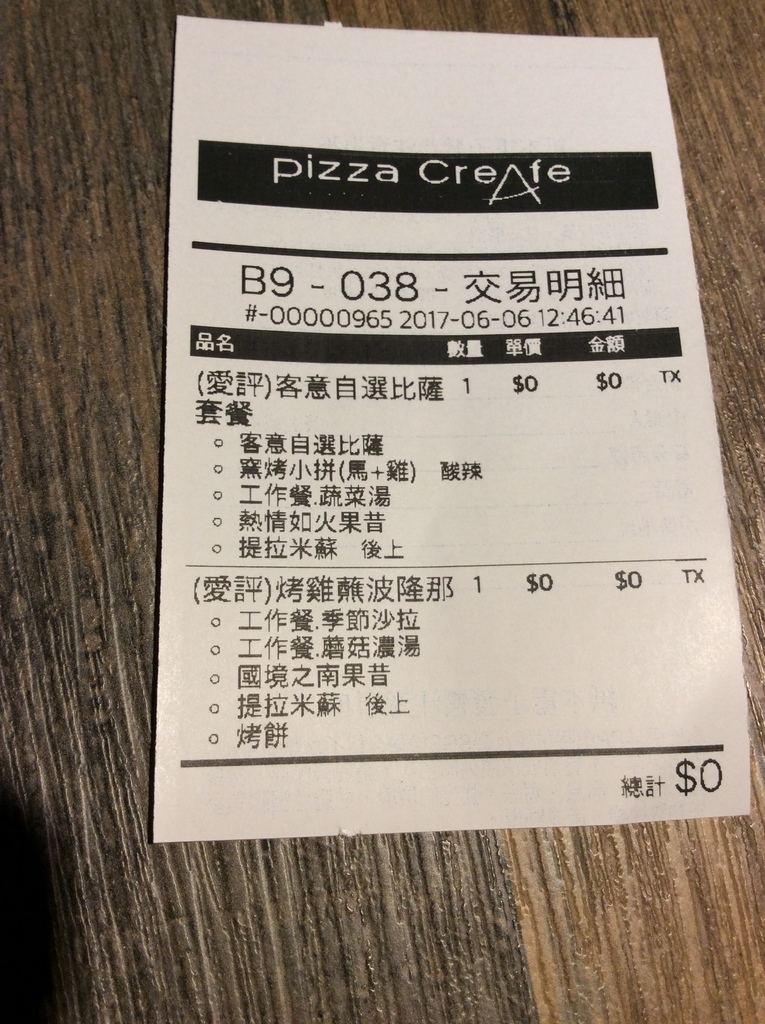 pizza CreAfe
B9 - 038 - 交易明細
#-00000965 2017-06-06 12:46:41
品名 數量 單價 金額
(愛評)客意自選比薩 1 $0 $0 TX
套餐
◦ 客意自選比薩
◦ 窯烤小拼(馬+雞) 酸辣
◦ 工作餐.蔬菜湯
◦ 熱情如火果昔
◦ 提拉米蘇 後上
(愛評)烤雞蘸波隆那 1 $0 $0 TX
◦ 工作餐.季節沙拉
◦ 工作餐.蘑菇濃湯
◦ 國境之南果昔
◦ 提拉米蘇 後上
◦ 烤餅
總計 $0